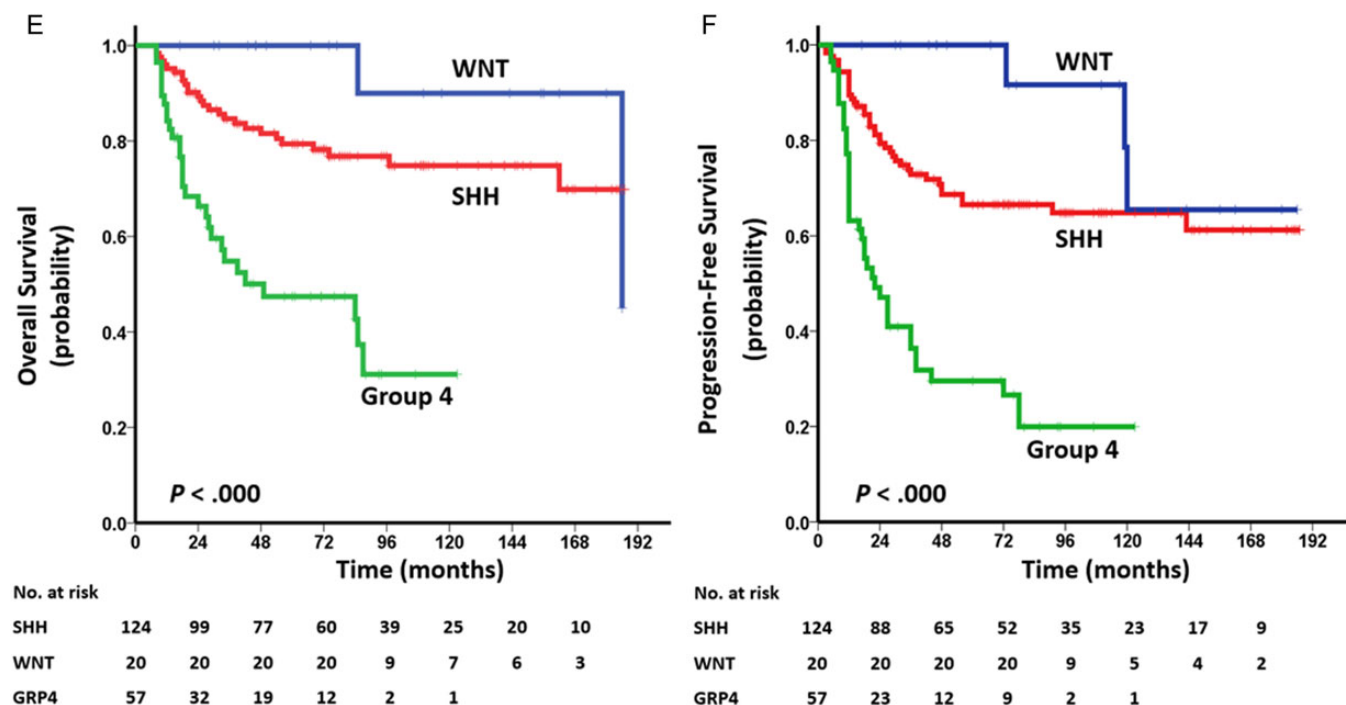 E
1.0
0.8
0.6
0.4
0.2
0.0
Overall Survival
(probability)
WNT
SHH
Group 4
P < .000
0 24 48 72 96 120 144 168 192
Time (months)
No. at risk
SHH 124 99 77 60 39 25 20 10
WNT 20 20 20 20 9 7 6 3
GRP4 57 32 19 12 2 1
F
1.0
0.8
0.6
0.4
0.2
0.0
Progression-Free Survival
(probability)
WNT
SHH
Group 4
P < .000
0 24 48 72 96 120 144 168 192
Time (months)
No. at risk
SHH 124 88 65 52 35 23 17 9
WNT 20 20 20 20 9 5 4 2
GRP4 57 23 12 9 2 1